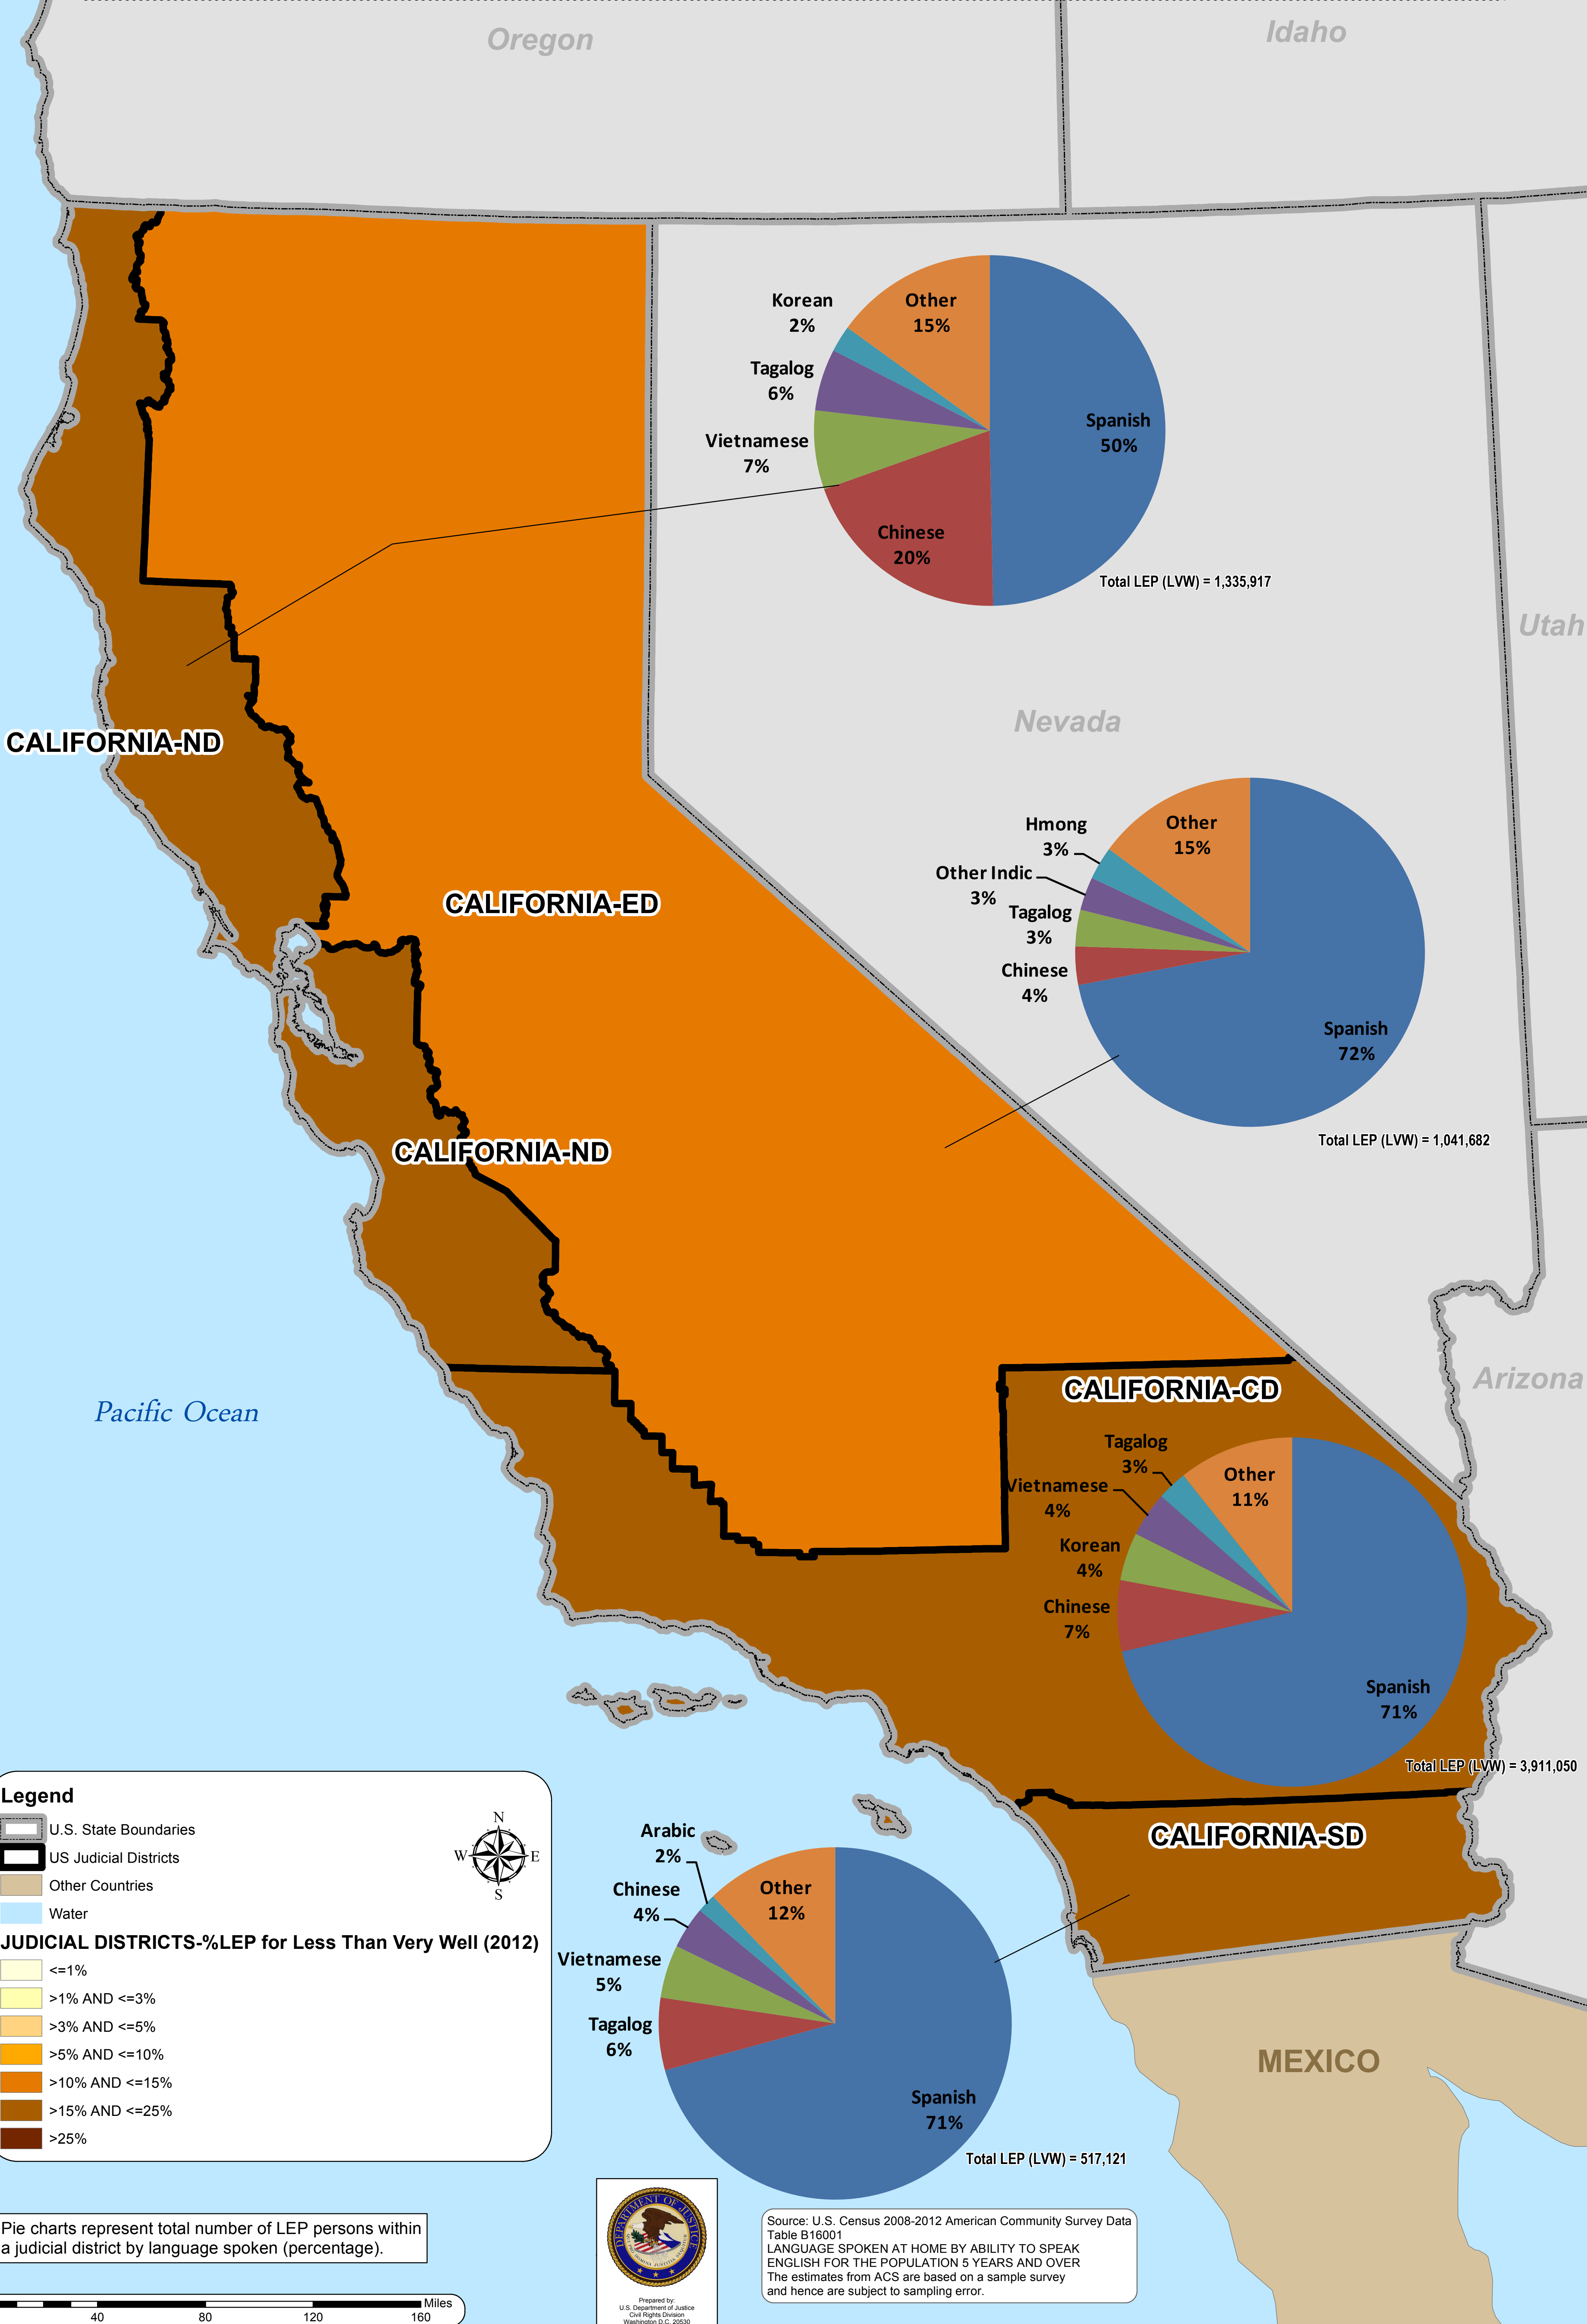 Oregon
Idaho
Korean
2%
Other
15%
Tagalog
6%
Vietnamese
7%
Spanish
50%
Chinese
20%
Total LEP (LVW) = 1,335,917
Utah
CALIFORNIA-ND
Nevada
Hmong
3%
Other
15%
Other Indic
3%
Tagalog
3%
Chinese
4%
Spanish
72%
Total LEP (LVW) = 1,041,682
CALIFORNIA-ED
CALIFORNIA-ND
Arizona
CALIFORNIA-CD
Pacific Ocean
Tagalog
3%
Other
11%
Vietnamese
4%
Korean
4%
Chinese
7%
Spanish
71%
Total LEP (LVW) = 3,911,050
CALIFORNIA-SD
Arabic
2%
Other
12%
Chinese
4%
Vietnamese
5%
Tagalog
6%
Spanish
71%
Total LEP (LVW) = 517,121
MEXICO
Legend
U.S. State Boundaries
US Judicial Districts
Other Countries
Water
N
W
E
S
JUDICIAL DISTRICTS-%LEP for Less Than Very Well (2012)
<=1%
>1% AND <=3%
>3% AND <=5%
>5% AND <=10%
>10% AND <=15%
>15% AND <=25%
>25%
Pie charts represent total number of LEP persons within
a judicial district by language spoken (percentage).
Miles
40
80
120
160
DEPARTMENT OF JUSTICE
Prepared by:
U.S. Department of Justice
Civil Rights Division
Washington D.C. 20530
Source: U.S. Census 2008-2012 American Community Survey Data
Table B16001
LANGUAGE SPOKEN AT HOME BY ABILITY TO SPEAK
ENGLISH FOR THE POPULATION 5 YEARS AND OVER
The estimates from ACS are based on a sample survey
and hence are subject to sampling error.